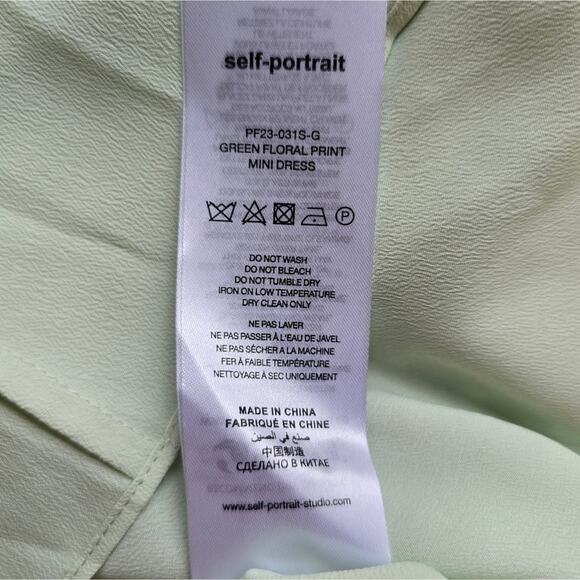 self-portrait
PF23-031S-G
GREEN FLORAL PRINT
MINI DRESS
P
DO NOT WASH
DO NOT BLEACH
DO NOT TUMBLE DRY
IRON ON LOW TEMPERATURE
DRY CLEAN ONLY
NE PAS LAVER
NE PAS PASSER À L'EAU DE JAVEL
NE PAS SÉCHER A LA MACHINE
FER À FAIBLE TEMPÉRATURE
NETTOYAGE À SEC UNIQUEMENT
MADE IN CHINA
FABRIQUÉ EN CHINE
صنع في الصين
中国制造
СДЕЛАНО В КИТАЕ
www.self-portrait-studio.com